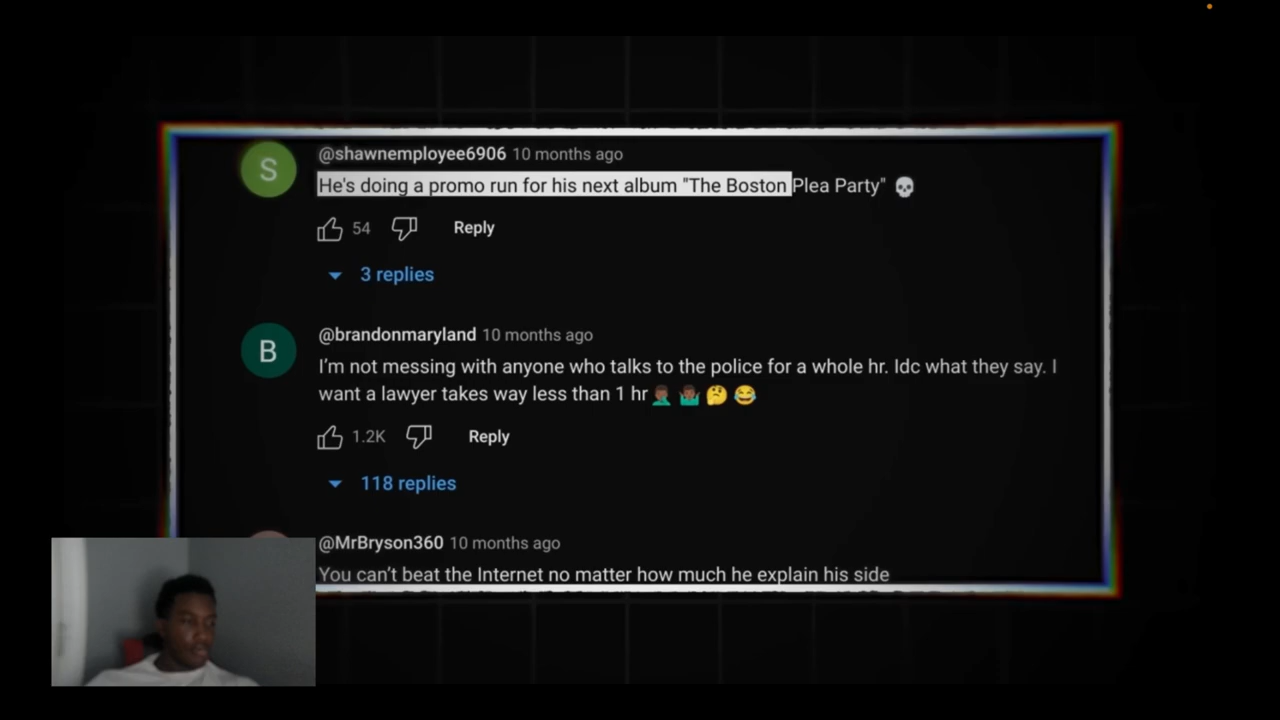 S
@shawnemployee6906 10 months ago
He's doing a promo run for his next album "The Boston Plea Party" 💀
54 Reply
3 replies
B
@brandonmaryland 10 months ago
I’m not messing with anyone who talks to the police for a whole hr. Idc what they say. I
want a lawyer takes way less than 1 hr🤦🏾‍♂️ 🤷🏾‍♂️ 🤔 😂
1.2K Reply
118 replies
@MrBryson360 10 months ago
You can’t beat the Internet no matter how much he explain his side